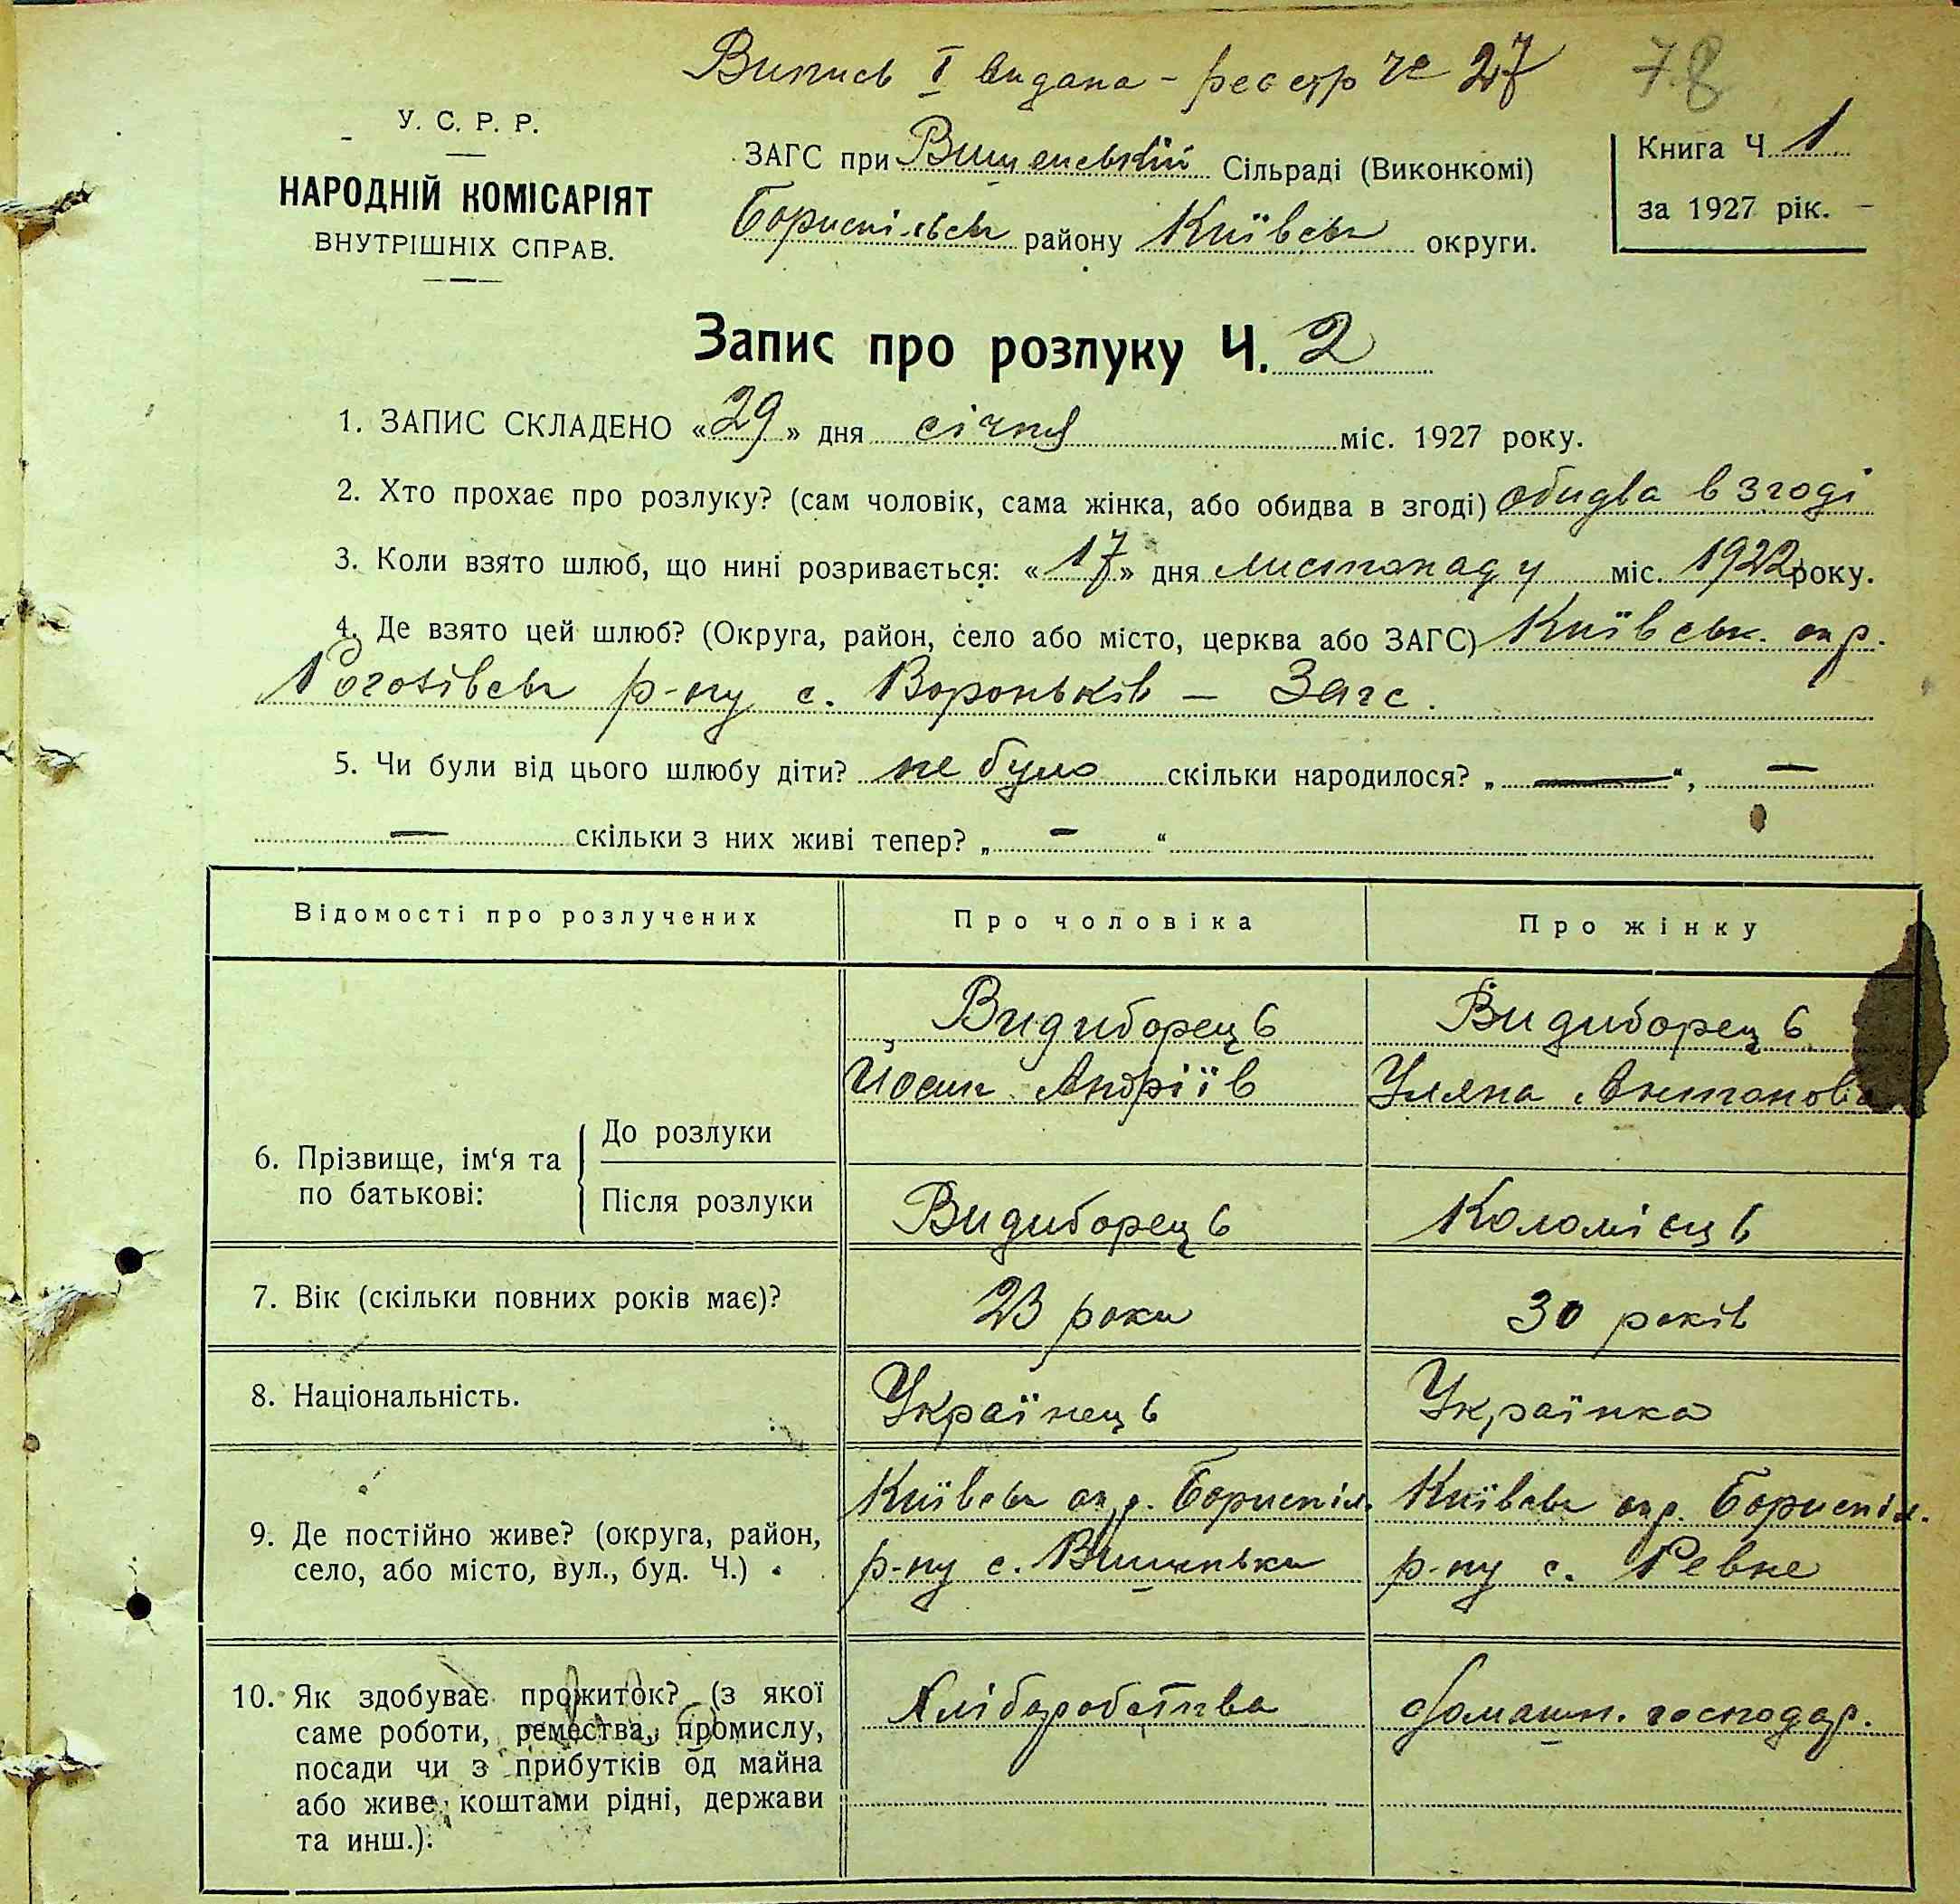 Випись І видана - реєстр № 27 78
У. С. Р. Р.
НАРОДНІЙ КОМІСАРІЯТ
ВНУТРІШНІХ СПРАВ.
ЗАГС при Вишеньській Сільраді (Виконкомі)
Бориспільськ району Київськ округи.
Книга Ч. 1
за 1927 рік.
Запис про розлуку Ч. 2
1. ЗАПИС СКЛАДЕНО «29» дня січня міс. 1927 року.
2. Хто прохає про розлуку? (сам чоловік, сама жінка, або обидва в згоді) обидва в згоді
3. Коли взято шлюб, що нині розривається: «17» дня листопаду міс. 1922 року.
4. Де взято цей шлюб? (Округа, район, село або місто, церква або ЗАГС) Київськ. окр.
Рогозівськ р-ну с. Вороньків — Загс.
5. Чи були від цього шлюбу діти? не було скільки народилося? „ — “, —
— скільки з них живі тепер? „ — “
Відомості про розлучених Про чоловіка Про жінку
Видиборець Видиборець
Йосип Андріїв Уляна Антонова
6. Прізвище, ім‘я та по батькові:
До розлуки
Після розлуки Видиборець Коломієць
7. Вік (скільки повних років має)? 23 роки 30 років
8. Національність. Українець Українка
9. Де постійно живе? (округа, район,
село, або місто, вул., буд. Ч.)
Київськ окр. Бориспіл.
р-ну с. Вишеньки
Київськ окр. Бориспіл.
р-ну с. Ревне
10. Як здобуває прожиток? (з якої
саме роботи, ремества, промислу,
посади чи з прибутків од майна
або живе коштами рідні, держави
та инш.).
Хліборобства
домашн. господар.